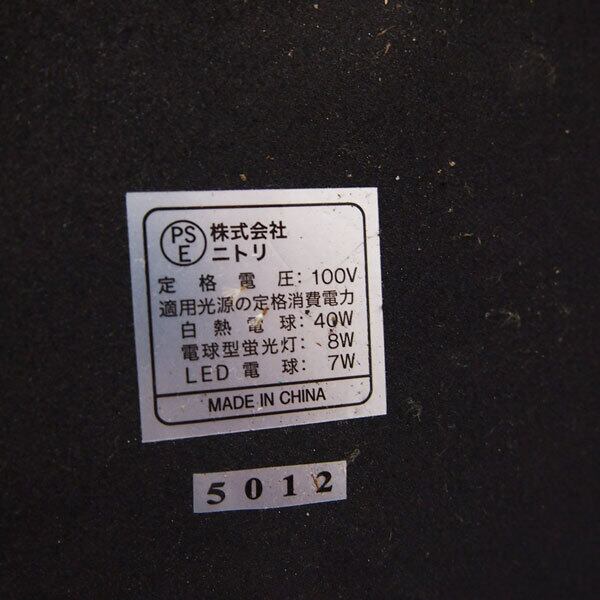 PS
E
株式会社
ニトリ
定格電圧:100V
適用光源の定格消費電力
白熱電球:40W
電球型蛍光灯:8W
LED電球:7W
MADE IN CHINA
5012